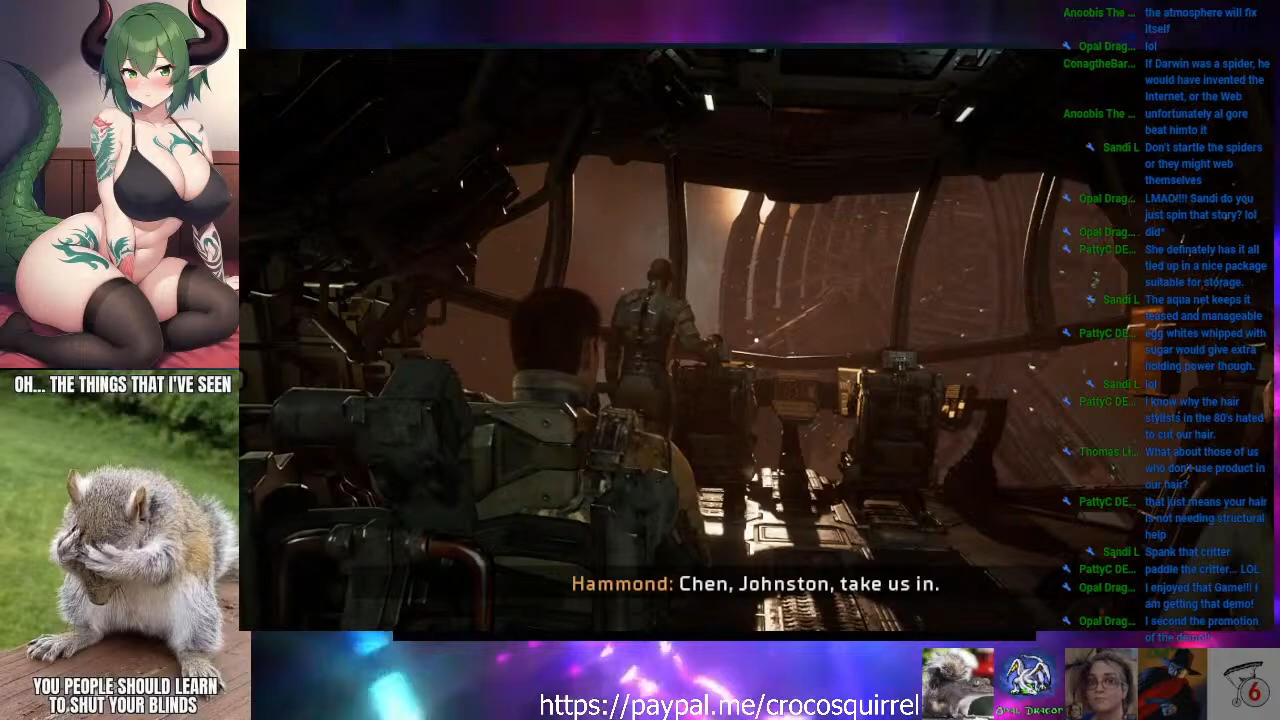 OH... THE THINGS THAT I'VE SEEN
YOU PEOPLE SHOULD LEARN
TO SHUT YOUR BLINDS
Hammond: Chen, Johnston, take us in.
https://paypal.me/crocosquirrel
Anoobis The ... the atmosphere will fix
itself
Opal Drag... lol
ConagtheBar... If Darwin was a spider, he
would have invented the
Internet, or the Web
Anoobis The ... unfortunately al gore
beat himto it
Sandi L Don't startle the spiders
or they might web
themselves
Opal Drag... LMAO!!!! Sandi do you
just spin that story? lol
Opal Drag... did*
PattyC DE... She definately has it all
tied up in a nice package
suitable for storage.
Sandi L The aqua net keeps it
teased and manageable
PattyC DE... egg whites whipped with
sugar would give extra
holding power though.
Sandi L lol
PattyC DE... I know why the hair
stylists in the 80's hated
to cut our hair.
Thomas Li... What about those of us
who don't use product in
our hair?
PattyC DE... that just means your hair
is not needing structural
help
Sandi L Spank that critter
PattyC DE... paddle the critter... LOL
Opal Drag... I enjoyed that Game!!! I
am getting that demo!
Opal Drag... I second the promotion
of the demo!!
OPAL DRAGON
6